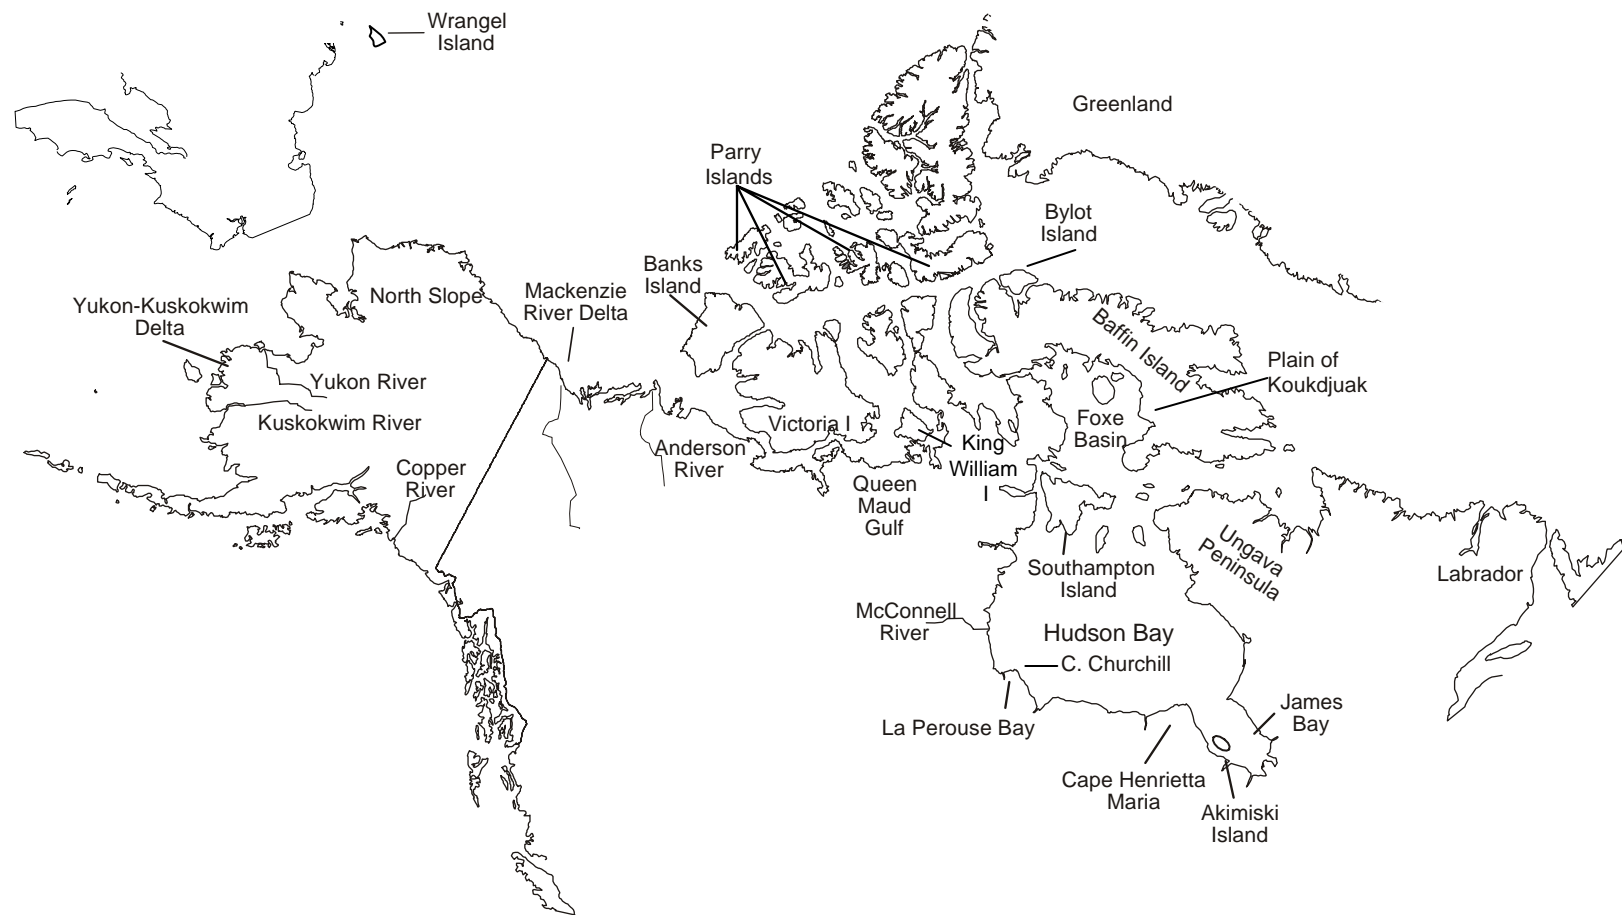 Wrangel
Island
Greenland
Parry
Islands
Bylot
Island
Banks
Island
North Slope
Mackenzie
River Delta
Yukon-Kuskokwim
Delta
Baffin Island
Plain of
Koukdjuak
Yukon River
Kuskokwim River
Victoria I
Foxe
Basin
King
William
I
Anderson
River
Copper
River
Queen
Maud
Gulf
Ungava
Peninsula
Southampton
Island
Labrador
McConnell
River
Hudson Bay
C. Churchill
James
Bay
La Perouse Bay
Cape Henrietta
Maria
Akimiski
Island